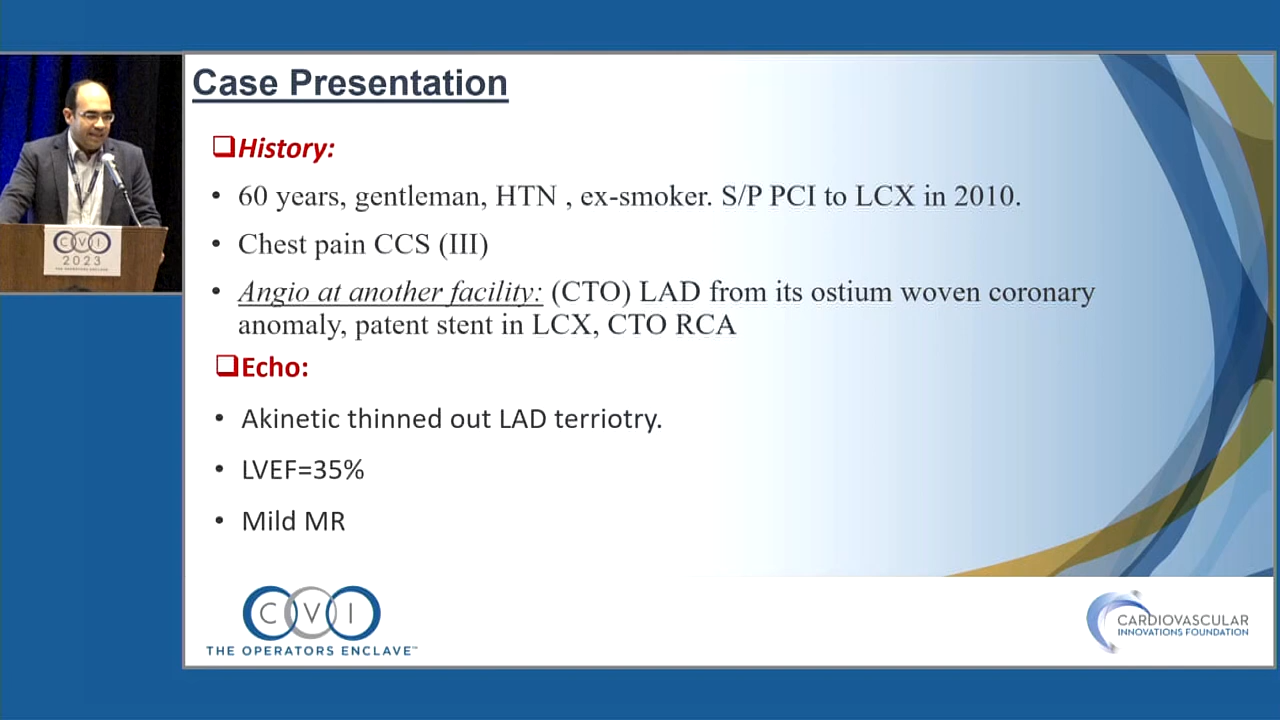 Case Presentation
❑History:
• 60 years, gentleman, HTN , ex-smoker. S/P PCI to LCX in 2010.
• Chest pain CCS (III)
• Angio at another facility: (CTO) LAD from its ostium woven coronary
anomaly, patent stent in LCX, CTO RCA
❑Echo:
• Akinetic thinned out LAD terriotry.
• LVEF=35%
• Mild MR
CVI
2023
THE OPERATORS ENCLAVE
CVI
THE OPERATORS ENCLAVE™
CARDIOVASCULAR
INNOVATIONS FOUNDATION